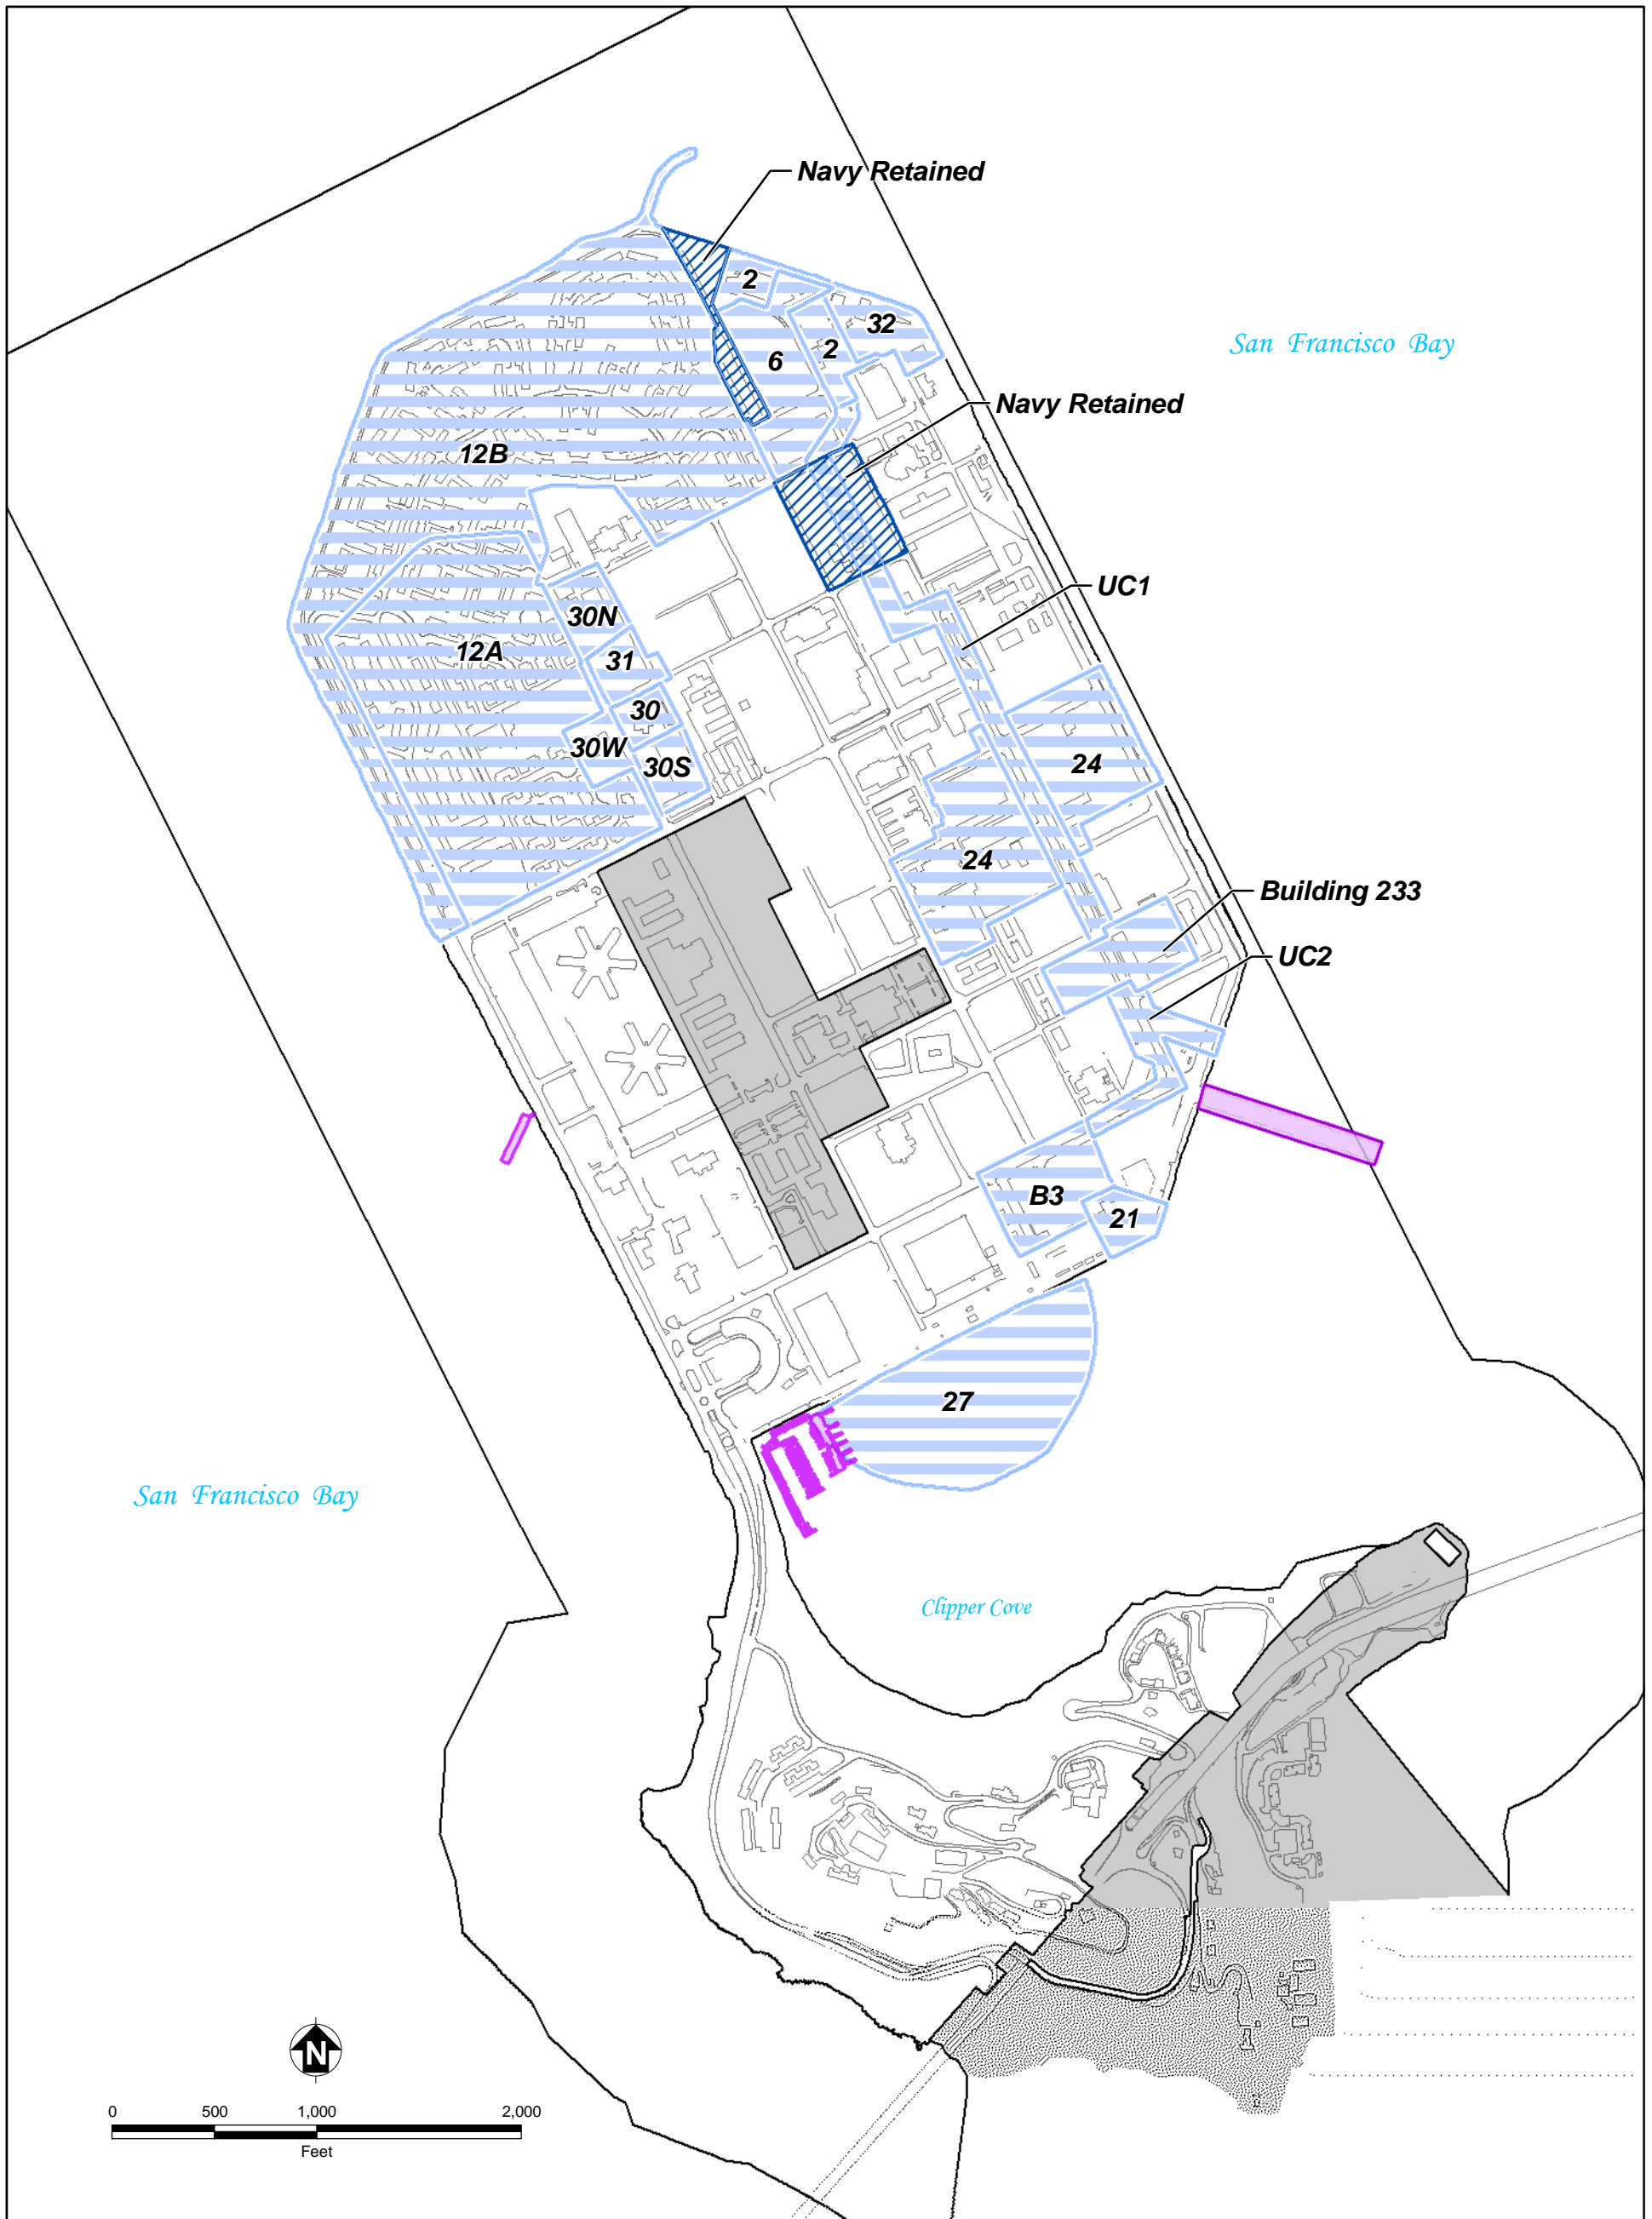 Navy Retained
2
32
San Francisco Bay
2
6
Navy Retained
12B
UC1
30N
12A
31
30
30W
30S
24
24
Building 233
UC2
B3
21
27
San Francisco Bay
Clipper Cove
N
0 500 1,000 2,000
Feet